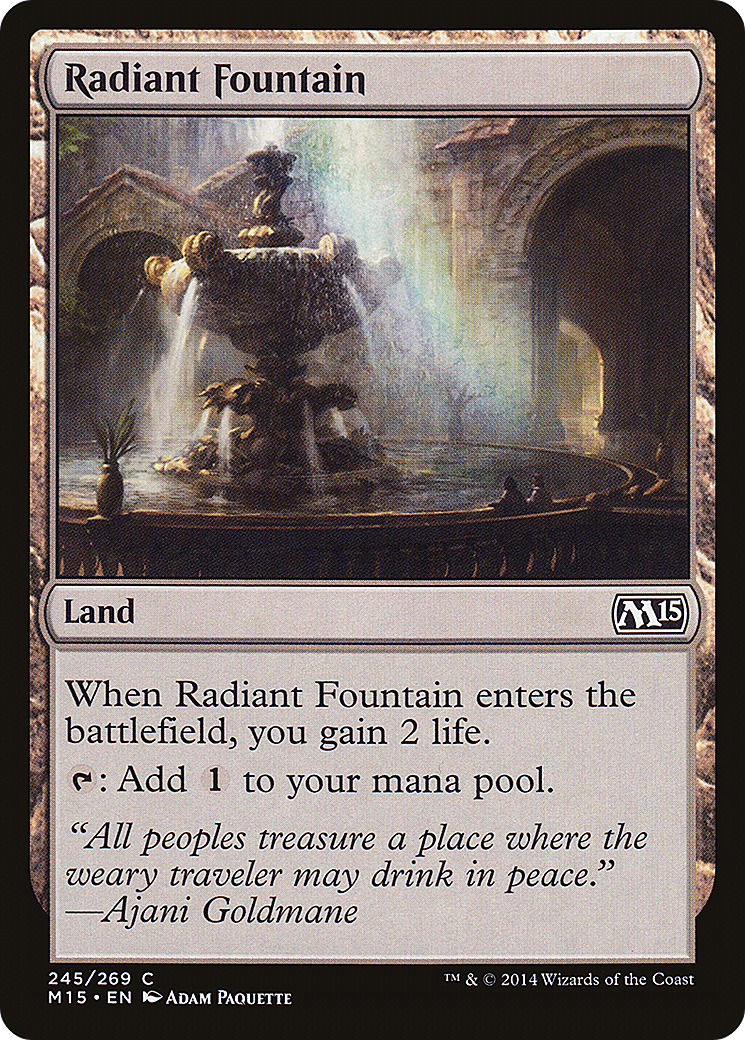 Radiant Fountain
Land
M15
When Radiant Fountain enters the
battlefield, you gain 2 life.
: Add 1 to your mana pool.
“All peoples treasure a place where the
weary traveler may drink in peace.”
—Ajani Goldmane
245/269 C
™ & © 2014 Wizards of the Coast
M15 • EN Adam Paquette